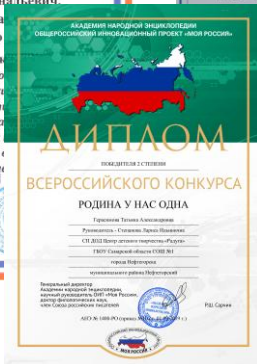 АКАДЕМИЯ НАРОДНОЙ ЭНЦИКЛОПЕДИИ
ОБЩЕРОССИЙСКИЙ ИННОВАЦИОННЫЙ ПРОЕКТ «МОЯ РОССИЯ»
ДИПЛОМ
ПОБЕДИТЕЛЯ 2 СТЕПЕНИ
ВСЕРОССИЙСКОГО КОНКУРСА
РОДИНА У НАС ОДНА
Татьяна Александровна
Руководитель - Степанова Лариса
СП ДОД Центр детского творчества «Радуга»
ГБОУ Самарской области СОШ №1
города Нефтегорска
муниципального района Нефтегорский
Генеральный директор
Академии народной энциклопедии,
научный руководитель ОИП «Моя Россия»,
доктор филологических наук,
член Союза российских писателей
Р.Ш. Сарчин